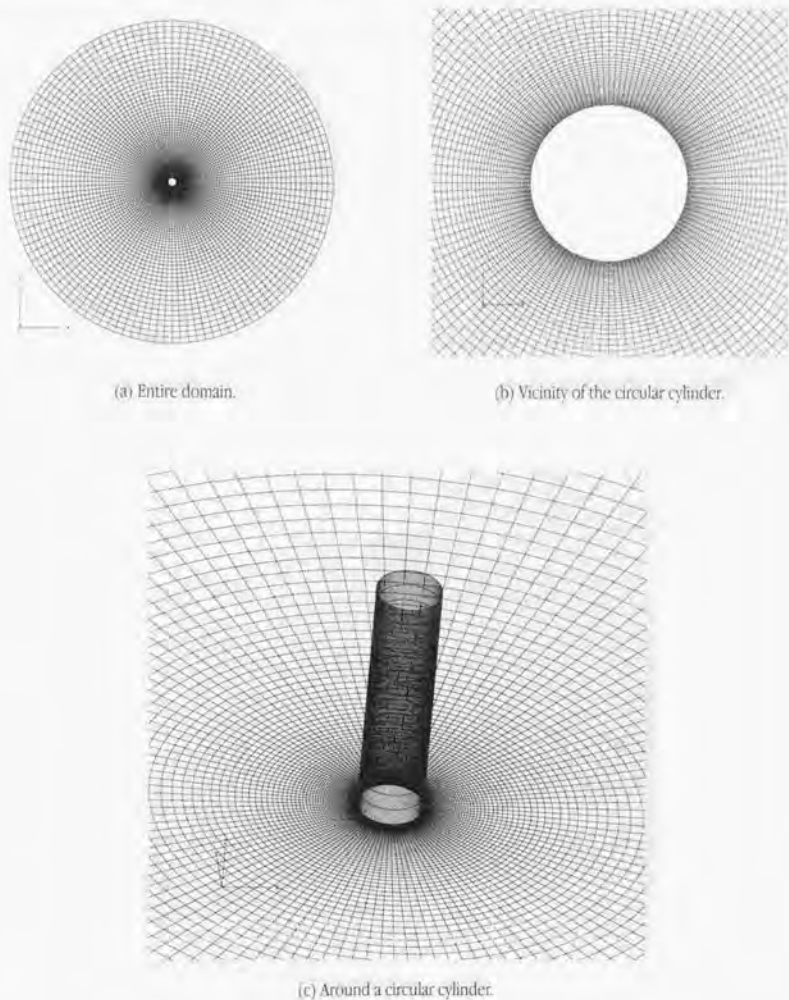 (a) Entire domain.
(b) Vicinity of the circular cylinder.
(c) Around a circular cylinder.